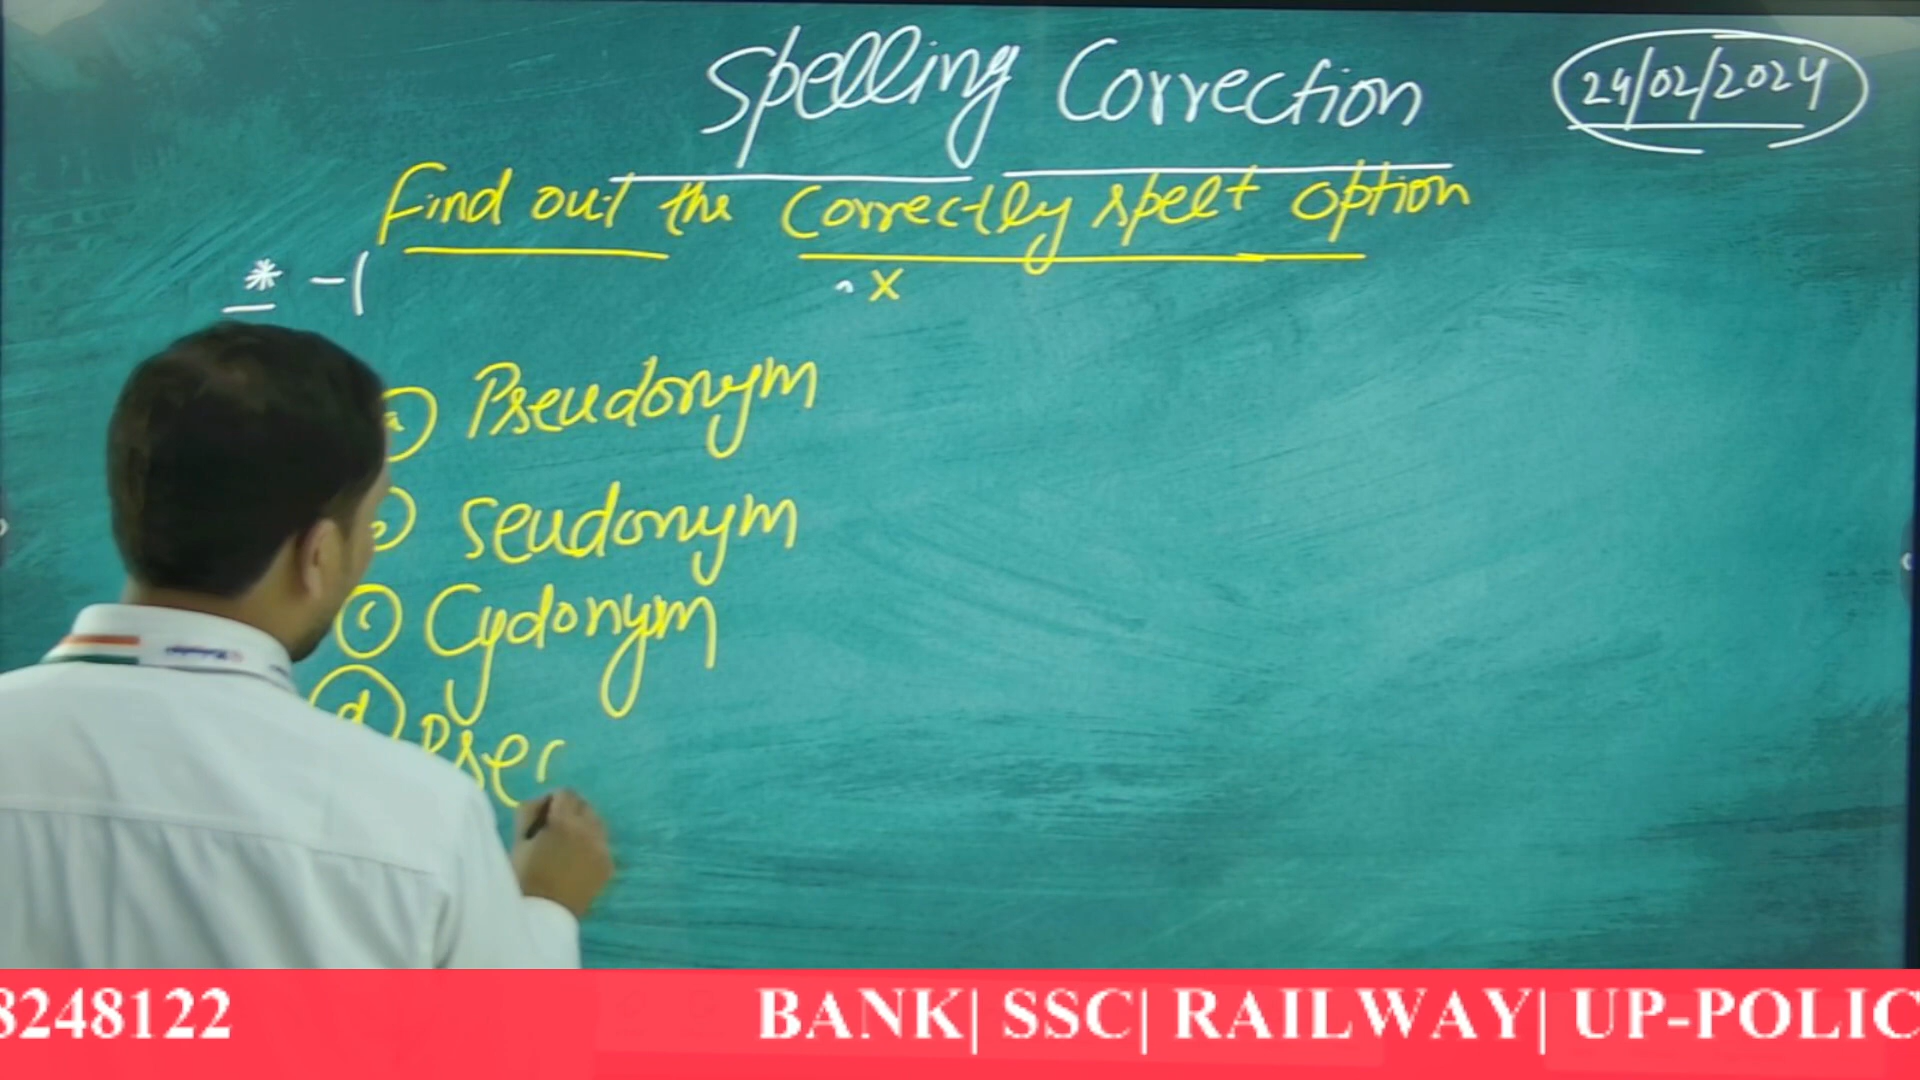 Spelling Correction
24/02/2024
Find out the Correctly spelt option
* -1
x
a Pseudonym
b Seudonym
c Cydonym
d Pser
8248122 BANK| SSC| RAILWAY| UP-POLIC